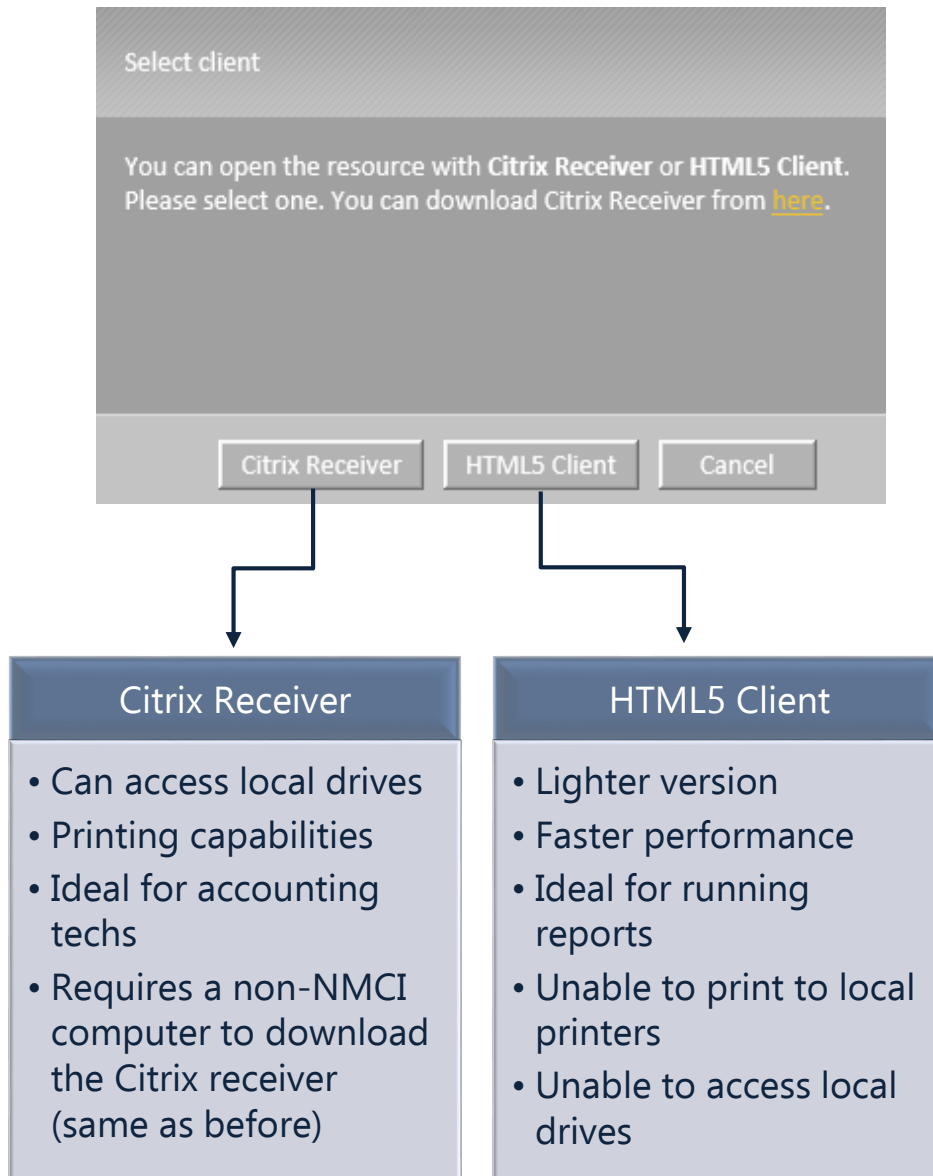 Select client
You can open the resource with Citrix Receiver or HTML5 Client.
Please select one. You can download Citrix Receiver from here.
Citrix Receiver
HTML5 Client
Cancel
Citrix Receiver
• Can access local drives
• Printing capabilities
• Ideal for accounting
techs
• Requires a non-NMCI
computer to download
the Citrix receiver
(same as before)
HTML5 Client
• Lighter version
• Faster performance
• Ideal for running
reports
• Unable to print to local
printers
• Unable to access local
drives